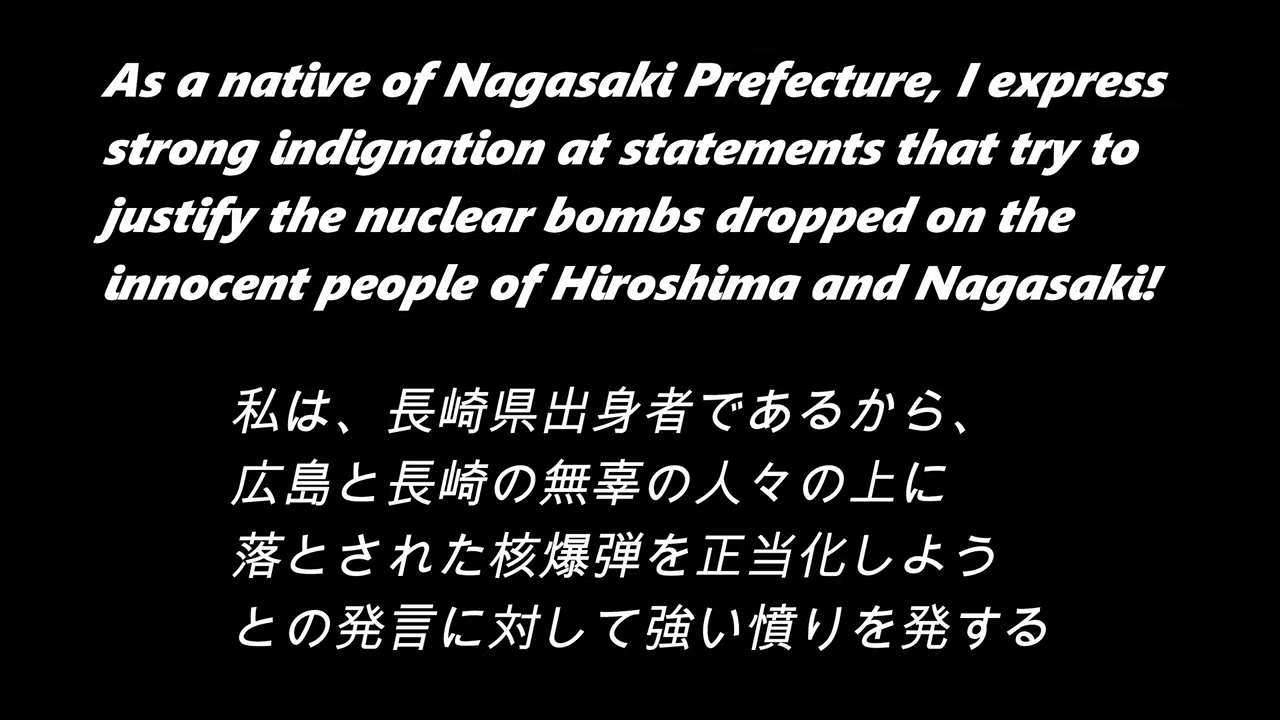 As a native of Nagasaki Prefecture, I express
strong indignation at statements that try to
justify the nuclear bombs dropped on the
innocent people of Hiroshima and Nagasaki!
私は、長崎県出身者であるから、
広島と長崎の無辜の人々の上に
落とされた核爆弾を正当化しよう
との発言に対して強い憤りを発する